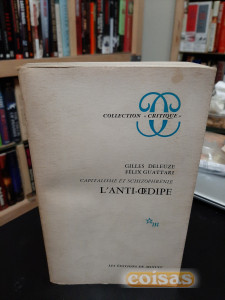 COLLECTION « CRITIQUE »
GILLES DELEUZE
FÉLIX GUATTARI
CAPITALISME ET SCHIZOPHRÉNIE
L'ANTI-ŒDIPE
LES ÉDITIONS DE MINUIT
coisas